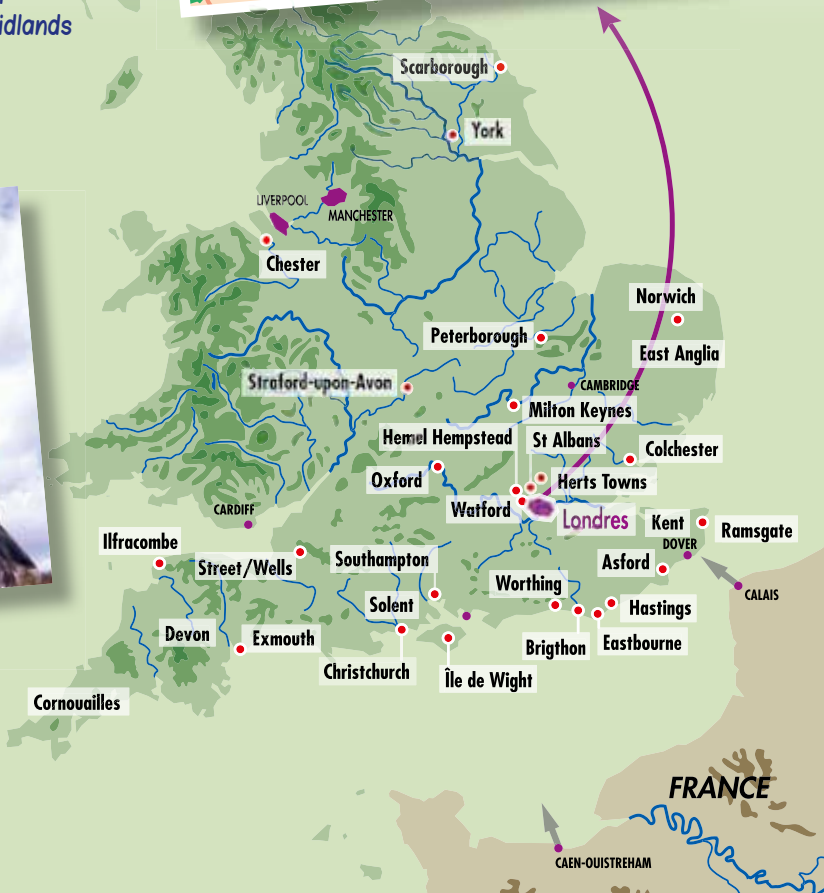 idlands
Scarborough
York
LIVERPOOL
MANCHESTER
Chester
Norwich
East Anglia
Peterborough
Straford-upon-Avon
CAMBRIDGE
Milton Keynes
Hemel Hempstead
St Albans
Colchester
Oxford
Herts Towns
Watford
Londres
CARDIFF
Kent
Ramsgate
DOVER
Ilfracombe
Street/Wells
Southampton
Asford
Worthing
CALAIS
Solent
Hastings
Devon
Exmouth
Brigthon
Eastbourne
Christchurch
Île de Wight
Cornouailles
FRANCE
CAEN-OUISTREHAM